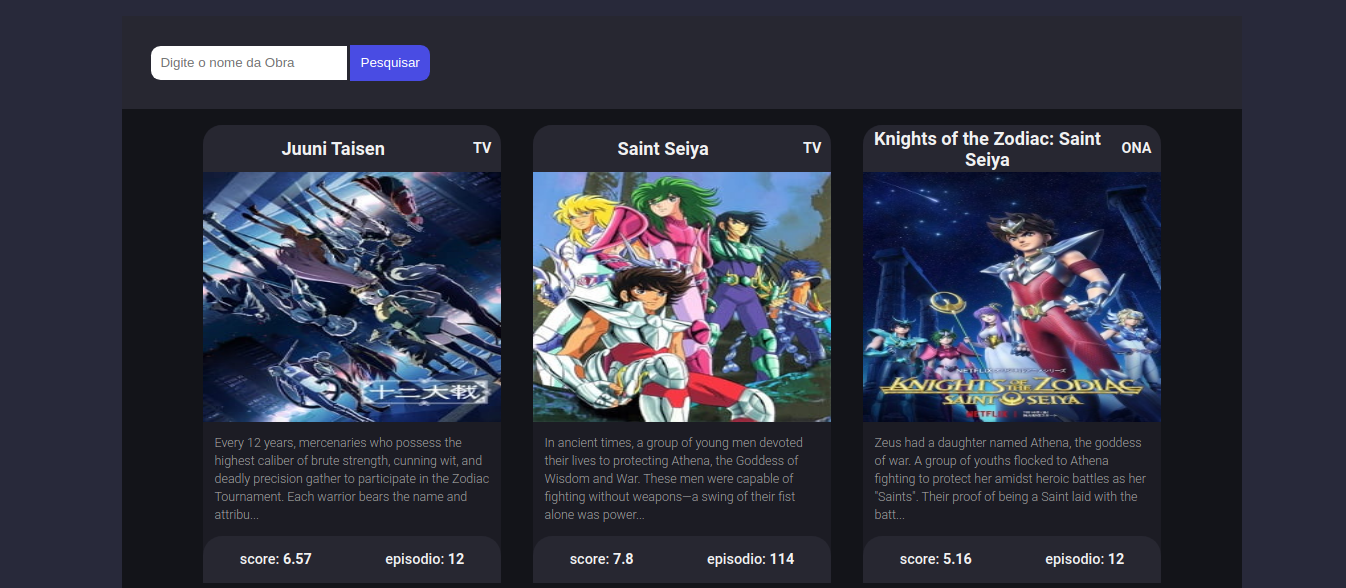 Digite o nome da Obra
Pesquisar
Juuni Taisen
TV
十二大戦
Every 12 years, mercenaries who possess the
highest caliber of brute strength, cunning wit, and
deadly precision gather to participate in the Zodiac
Tournament. Each warrior bears the name and
attribu...
score: 6.57
episodio: 12
Saint Seiya
TV
In ancient times, a group of young men devoted
their lives to protecting Athena, the Goddess of
Wisdom and War. These men were capable of
fighting without weapons—a swing of their fist
alone was power...
score: 7.8
episodio: 114
Knights of the Zodiac: Saint
Seiya
ONA
NETFLIX
KNIGHTS OF THE ZODIAC
SAINT SEIYA
NETFLIX
Zeus had a daughter named Athena, the goddess
of war. A group of youths flocked to Athena
fighting to protect her amidst heroic battles as her
"Saints". Their proof of being a Saint laid with the
batt...
score: 5.16
episodio: 12